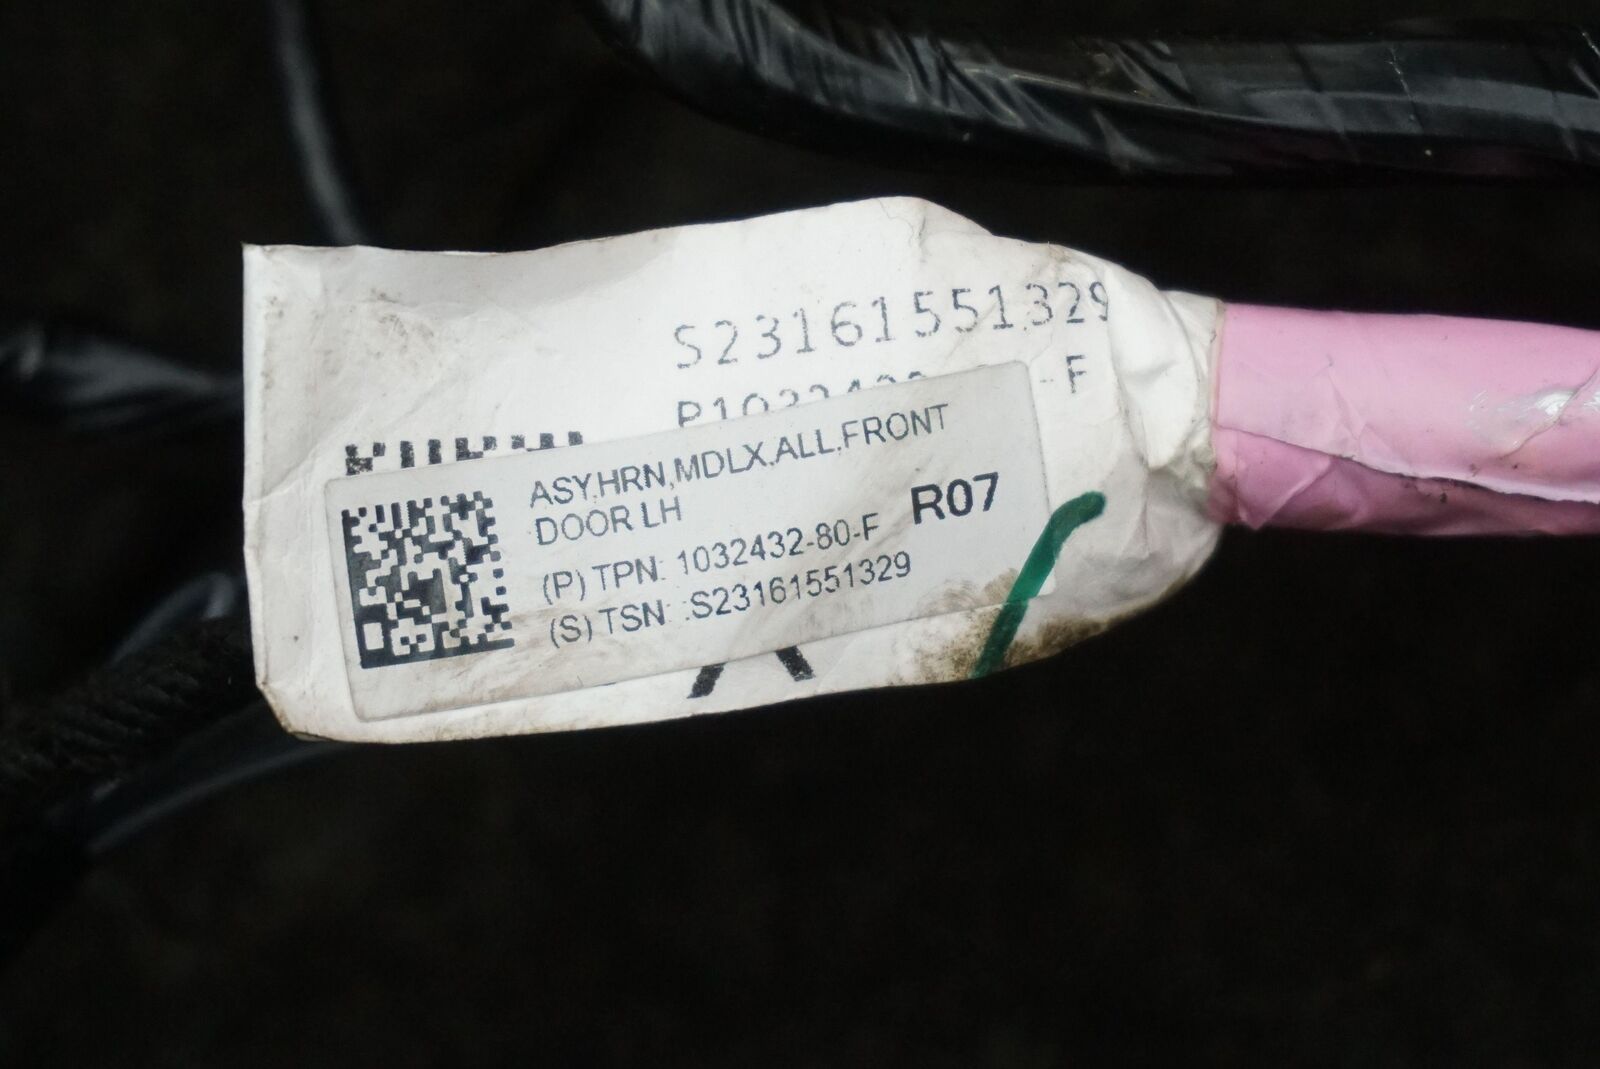 S23161551329
-F
ASY,HRN,MDLX,ALL,FRONT
DOOR LH
R07
(P) TPN: 1032432-80-F
(S) TSN: :S23161551329